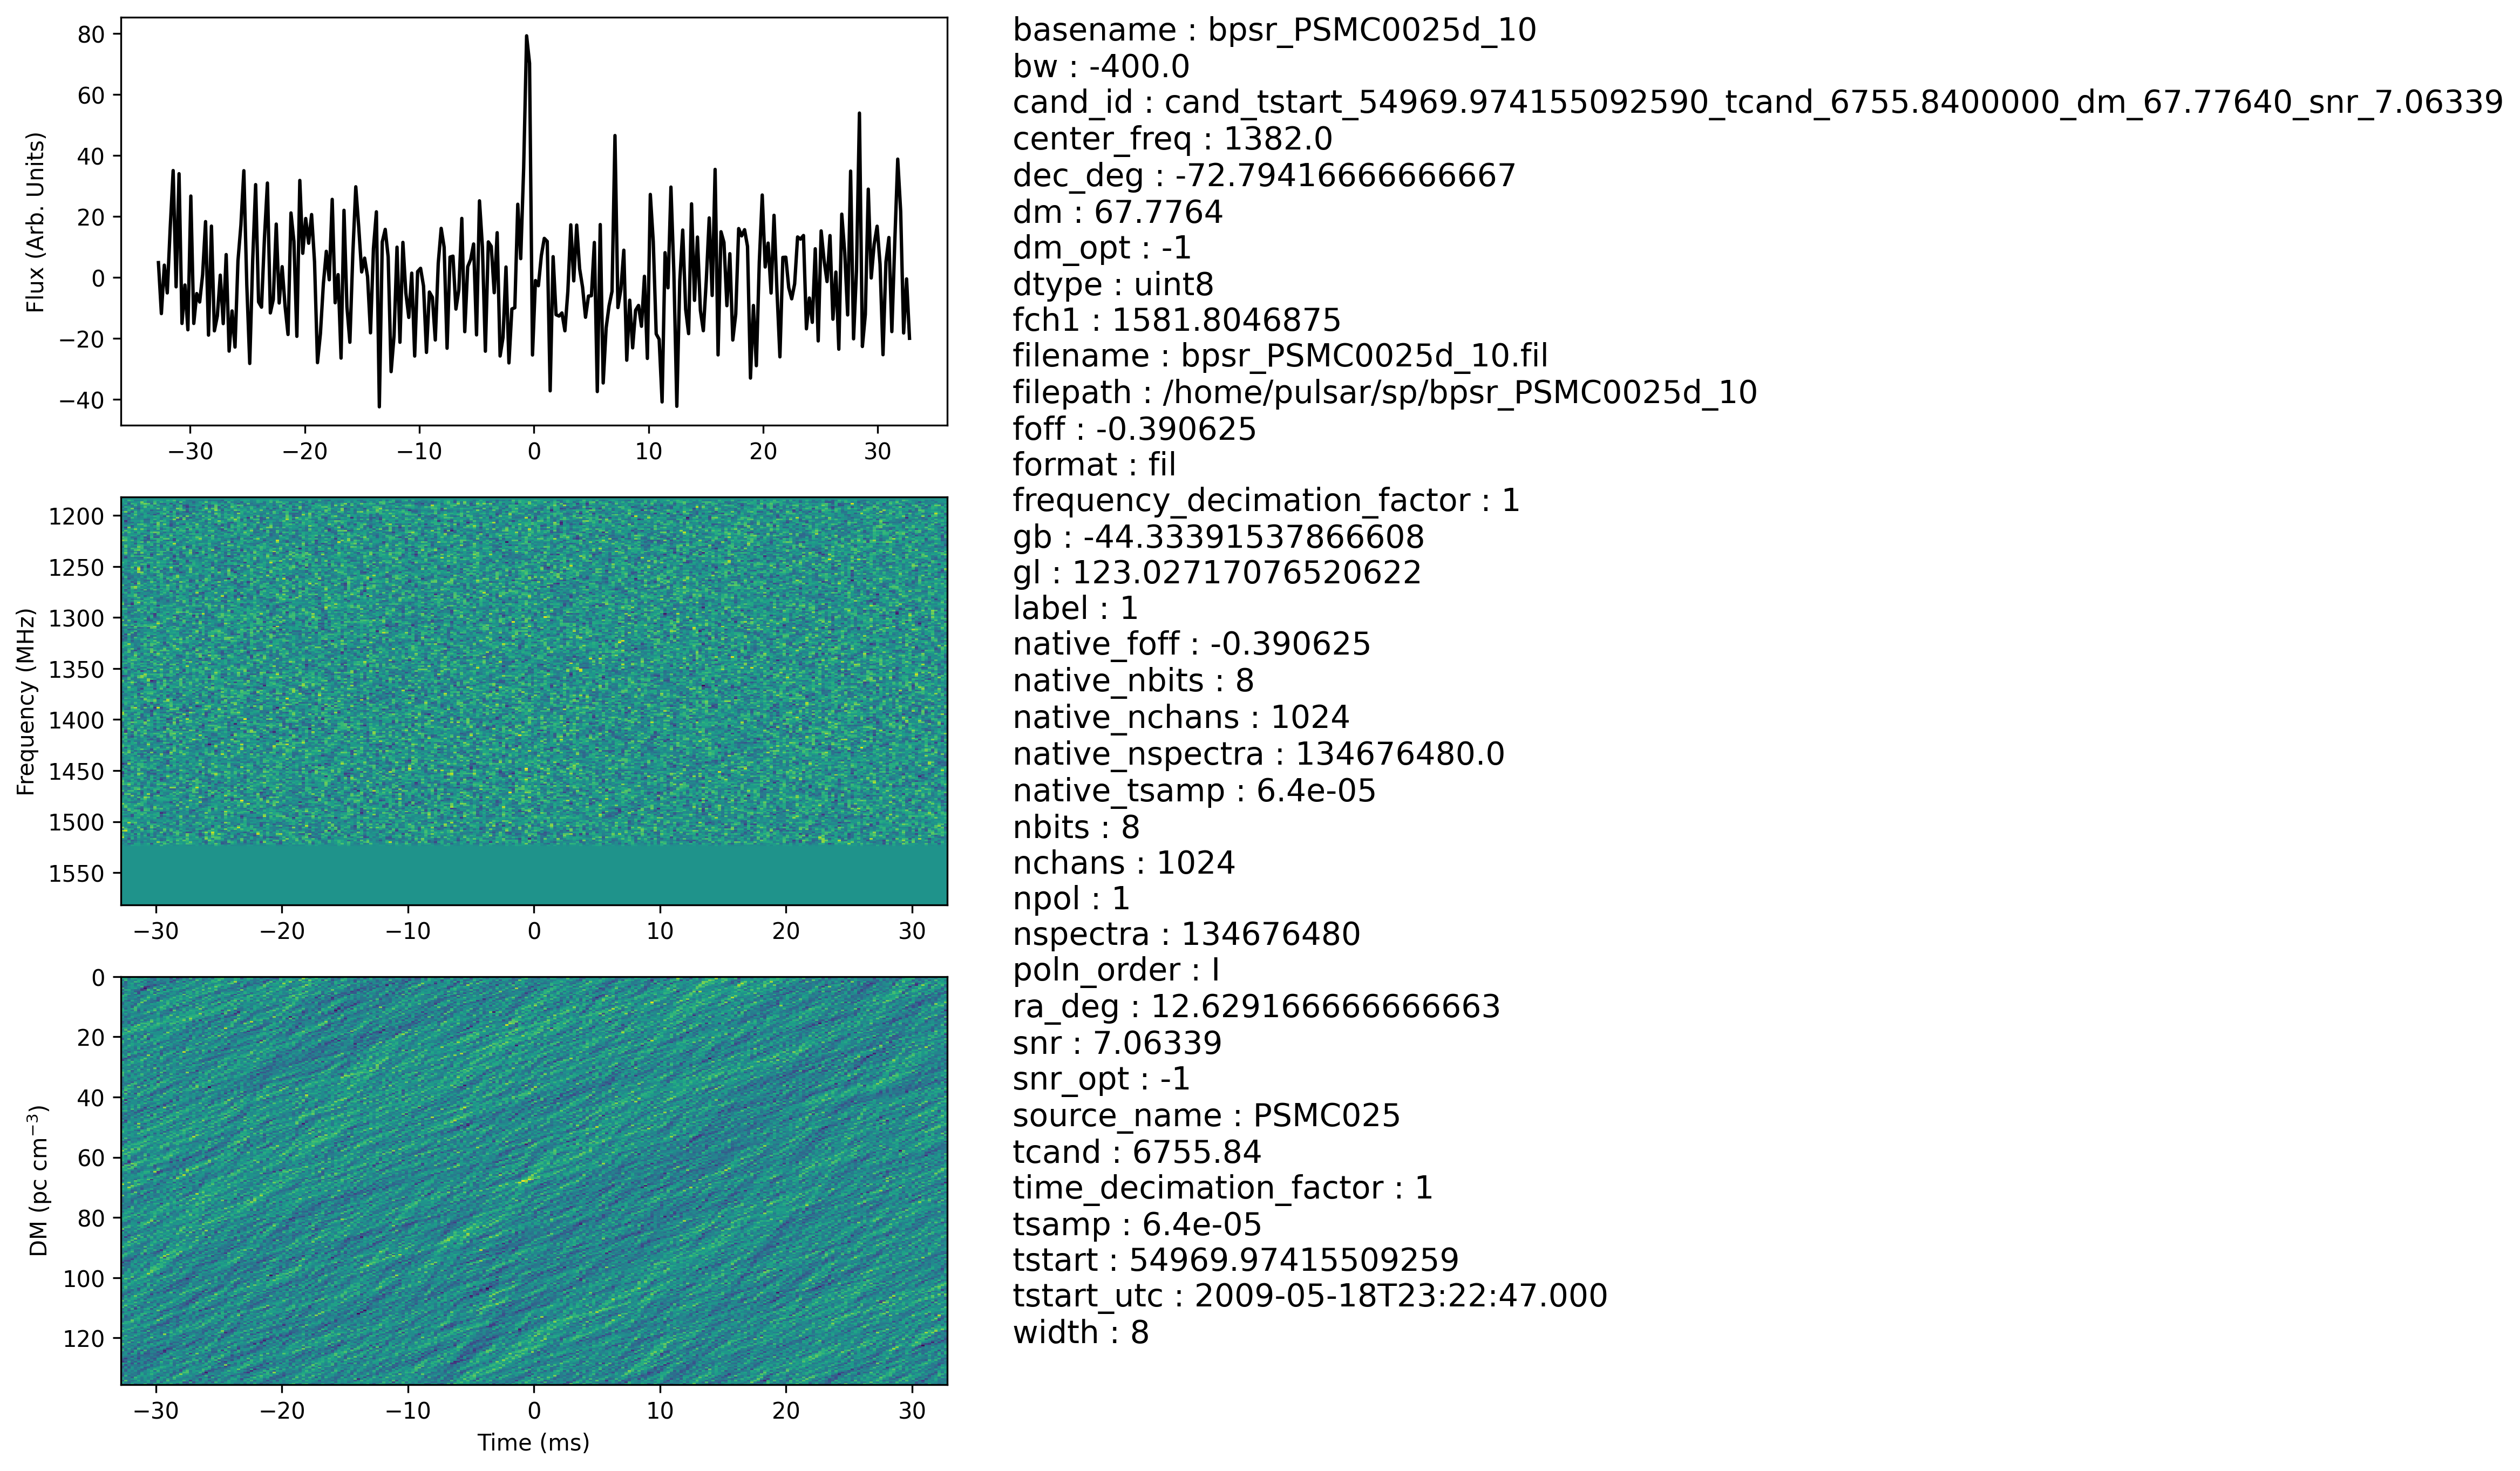 80
60
40
20
0
−20
−40
Flux (Arb. Units)
−30 −20 −10 0 10 20 30
1200
1250
1300
1350
1400
1450
1500
1550
Frequency (MHz)
−30 −20 −10 0 10 20 30
0
20
40
60
80
100
120
DM (pc cm⁻³)
−30 −20 −10 0 10 20 30
Time (ms)
basename : bpsr_PSMC0025d_10
bw : -400.0
cand_id : cand_tstart_54969.974155092590_tcand_6755.8400000_dm_67.77640_snr_7.06339
center_freq : 1382.0
dec_deg : -72.79416666666667
dm : 67.7764
dm_opt : -1
dtype : uint8
fch1 : 1581.8046875
filename : bpsr_PSMC0025d_10.fil
filepath : /home/pulsar/sp/bpsr_PSMC0025d_10
foff : -0.390625
format : fil
frequency_decimation_factor : 1
gb : -44.33391537866608
gl : 123.02717076520622
label : 1
native_foff : -0.390625
native_nbits : 8
native_nchans : 1024
native_nspectra : 134676480.0
native_tsamp : 6.4e-05
nbits : 8
nchans : 1024
npol : 1
nspectra : 134676480
poln_order : I
ra_deg : 12.629166666666663
snr : 7.06339
snr_opt : -1
source_name : PSMC025
tcand : 6755.84
time_decimation_factor : 1
tsamp : 6.4e-05
tstart : 54969.97415509259
tstart_utc : 2009-05-18T23:22:47.000
width : 8